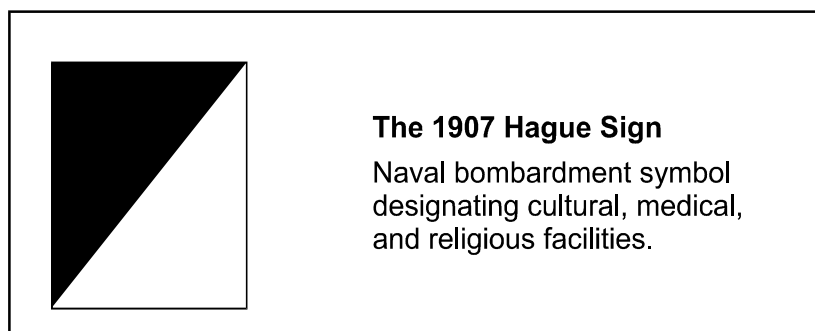 The 1907 Hague Sign
Naval bombardment symbol
designating cultural, medical,
and religious facilities.